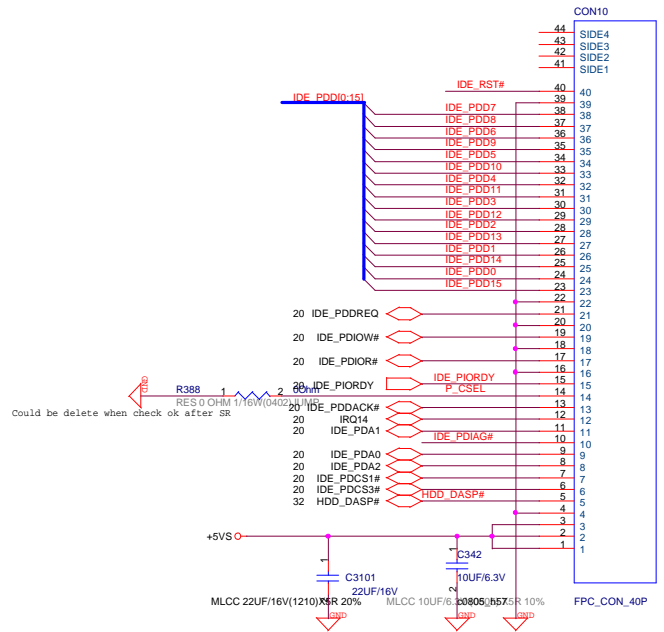 CON10
44 SIDE4
43 SIDE3
42 SIDE2
41 SIDE1
IDE_RST# 40 40
IDE_PDD[0:15] 39 39
IDE_PDD7 38 38
IDE_PDD8 37 37
IDE_PDD6 36 36
IDE_PDD9 35 35
IDE_PDD5 34 34
IDE_PDD10 33 33
IDE_PDD4 32 32
IDE_PDD11 31 31
IDE_PDD3 30 30
IDE_PDD12 29 29
IDE_PDD2 28 28
IDE_PDD13 27 27
IDE_PDD1 26 26
IDE_PDD14 25 25
IDE_PDD0 24 24
IDE_PDD15 23 23
22 22
20 IDE_PDDREQ 21 21
20 20
20 IDE_PDIOW# 19 19
18 18
20 IDE_PDIOR# 17 17
16 16
20 IDE_PIORDY IDE_PIORDY 15 15
GND R388 1 2 0Ohm P_CSEL 14 14
RES 0 OHM 1/16W(0402) JUMP
20 IDE_PDDACK# 13 13
Could be delete when check ok after SR
20 IRQ14 12 12
20 IDE_PDA1 11 11
IDE_PDIAG# 10 10
20 IDE_PDA0 9 9
20 IDE_PDA2 8 8
20 IDE_PDCS1# 7 7
20 IDE_PDCS3# 6 6
32 HDD_DASP# HDD_DASP# 5 5
4 4
3 3
+5VS 2 2
1 1
1 C3101 22UF/16V
1 C342 10UF/6.3V 2
MLCC 22UF/16V(1210)X5R 20%
c0805_h57
FPC_CON_40P
GND GND GND